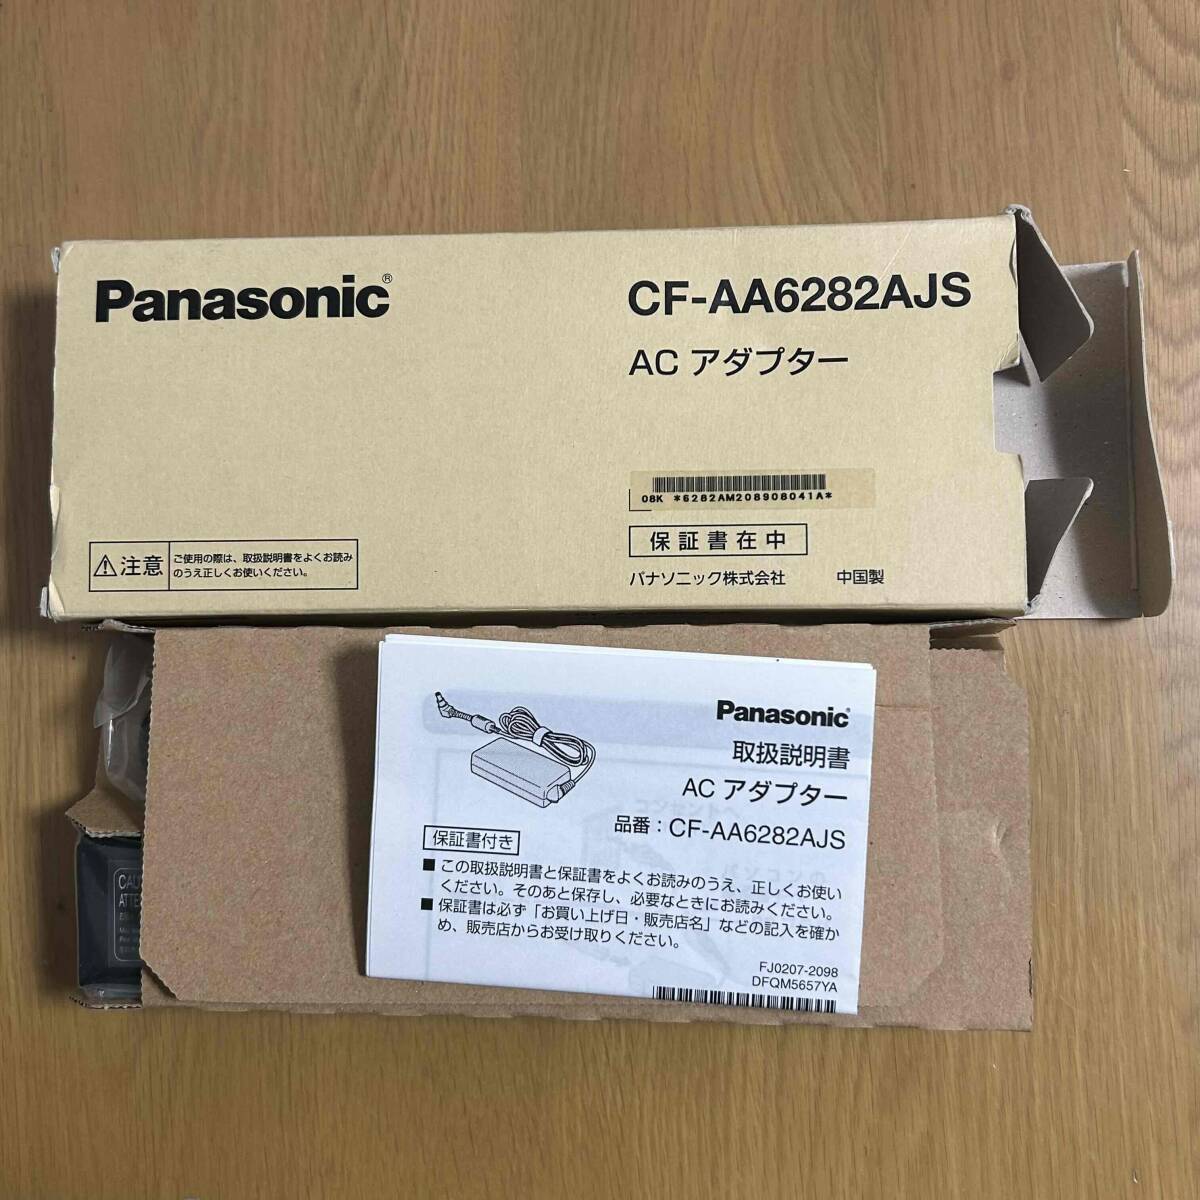 Panasonic®
CF-AA6282AJS
AC アダプター
08K *6282AM208908041A*
保証書在中
パナソニック株式会社 中国製
注意
ご使用の際は、取扱説明書をよくお読み
のうえ正しくお使いください。
Panasonic
取扱説明書
AC アダプター
品番：CF-AA6282AJS
保証書付き
■ この取扱説明書と保証書をよくお読みのうえ、正しくお使い
ください。そのあと保存し、必要なときにお読みください。
■ 保証書は必ず「お買い上げ日・販売店名」などの記入を確か
め、販売店からお受け取りください。
FJ0207-2098
DFQM5657YA